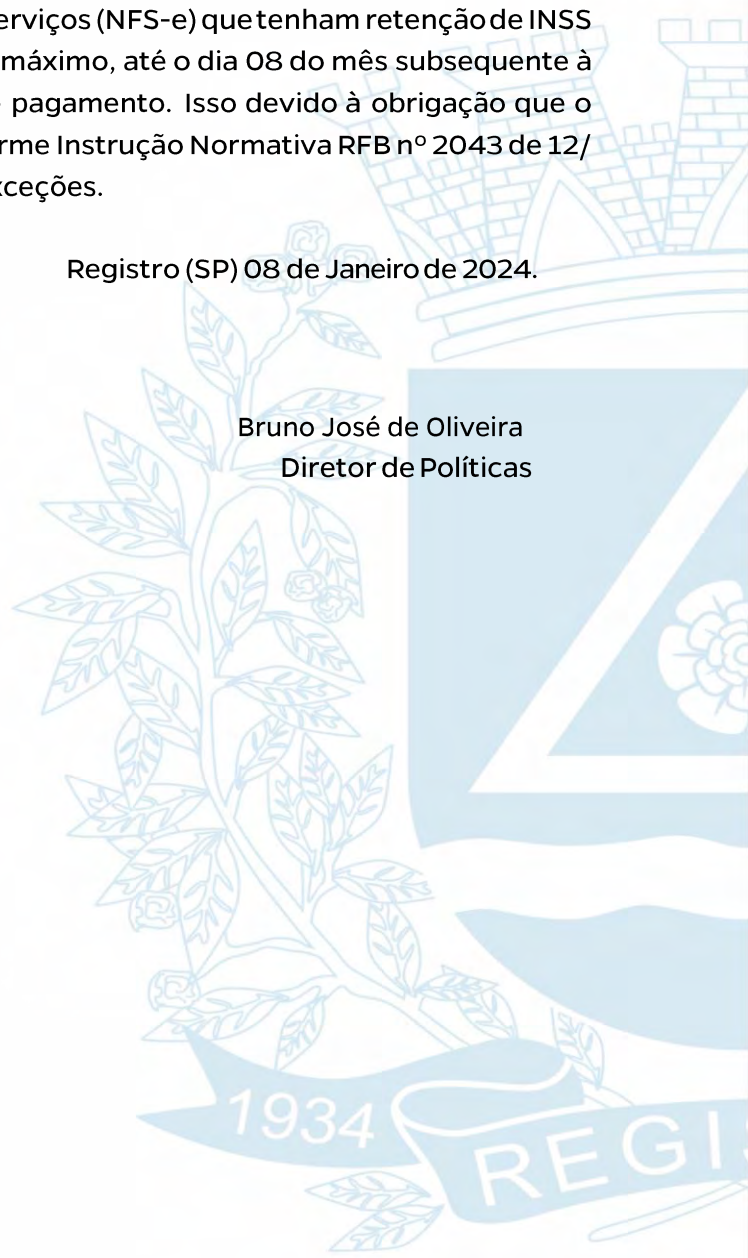 erviços (NFS-e) que tenham retenção de INSS
máximo, até o dia 08 do mês subsequente à
pagamento. Isso devido à obrigação que o
rme Instrução Normativa RFB nº 2043 de 12/
ceções.
Registro (SP) 08 de Janeiro de 2024.
Bruno José de Oliveira
Diretor de Políticas
1934
REGIS